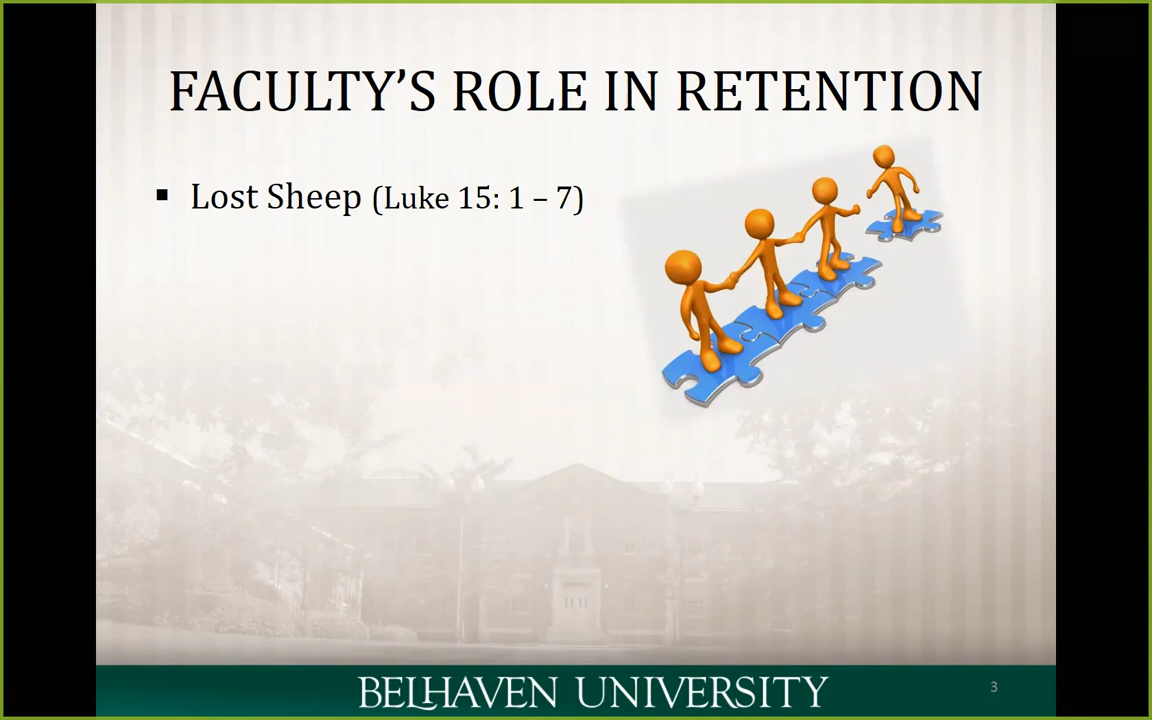 FACULTY’S ROLE IN RETENTION
▪ Lost Sheep (Luke 15: 1 – 7)
BELHAVEN UNIVERSITY
3